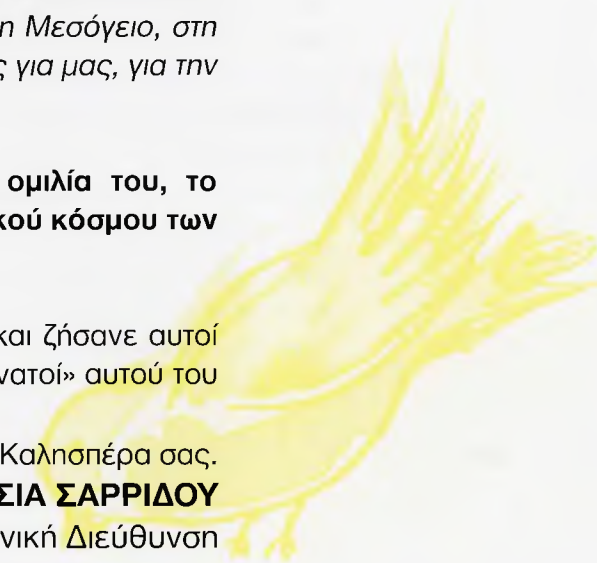 η Μεσόγειο, στη
ς για μας, για την
ομιλία του, το
κού κόσμου των
και ζήσανε αυτοί
νατοί» αυτού του
Καλησπέρα σας.
ΣΙΑ ΣΑΡΡΙΔΟΥ
νική Διεύθυνση